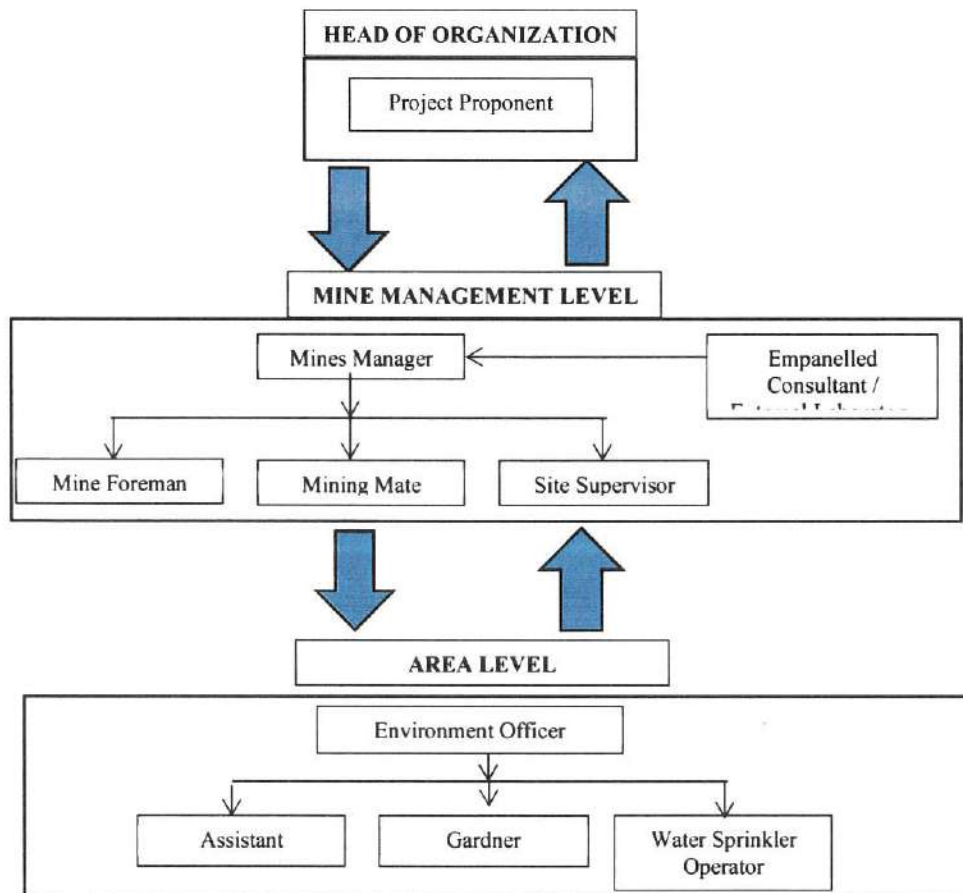 HEAD OF ORGANIZATION
Project Proponent
MINE MANAGEMENT LEVEL
Mines Manager
Empanelled
Consultant /
Mine Foreman
Mining Mate
Site Supervisor
AREA LEVEL
Environment Officer
Assistant
Gardner
Water Sprinkler
Operator